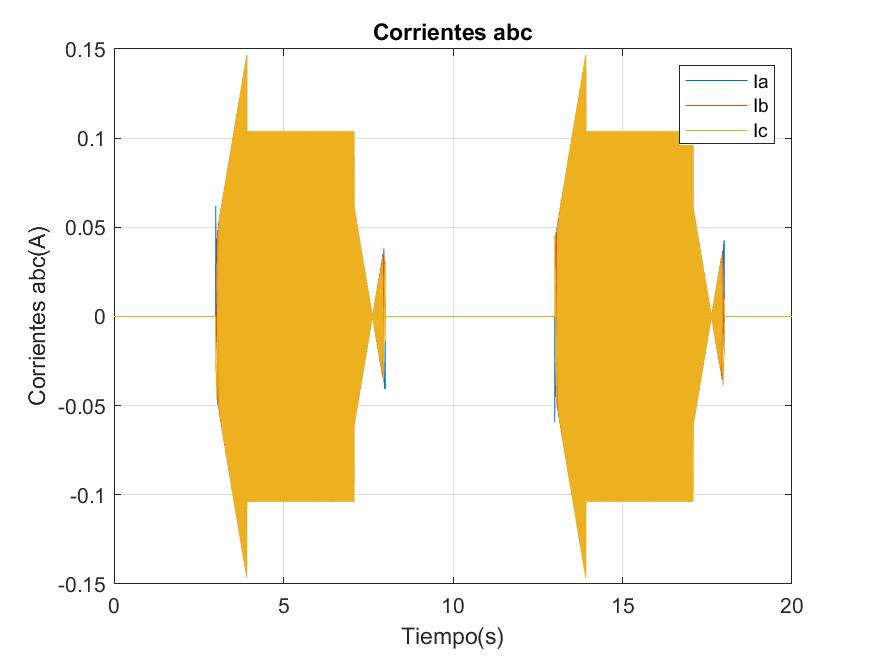 Corrientes abc
0.15
0.1
0.05
0
-0.05
-0.1
-0.15
Corrientes abc(A)
Ia
Ib
Ic
0 5 10 15 20
Tiempo(s)